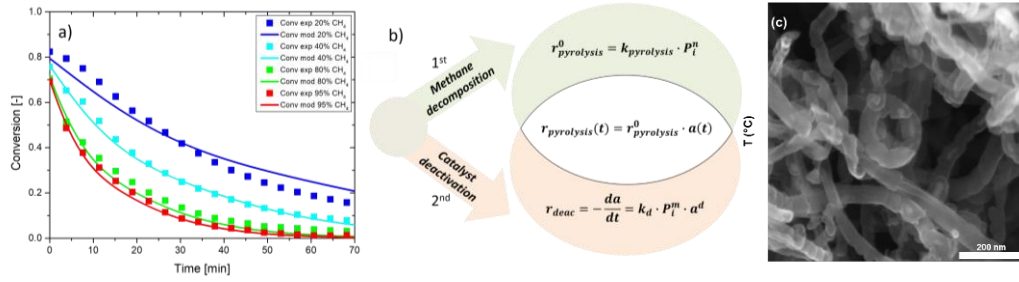 a)
Conv exp 20% CH4
Conv mod 20% CH4
Conv exp 40% CH4
Conv mod 40% CH4
Conv exp 80% CH4
Conv mod 80% CH4
Conv exp 95% CH4
Conv mod 95% CH4
Conversion [-]
1.0
0.8
0.6
0.4
0.2
0.0
0 10 20 30 40 50 60 70
Time [min]
b)
1st
Methane
decomposition
Catalyst
deactivation
2nd
r⁰pyrolysis = kpyrolysis · Pᵢⁿ
rpyrolysis(t) = r⁰pyrolysis · a(t)
rdeac = −da/dt = kd · Pᵢᵐ · aᵈ
T (°C)
(c)
200 nm